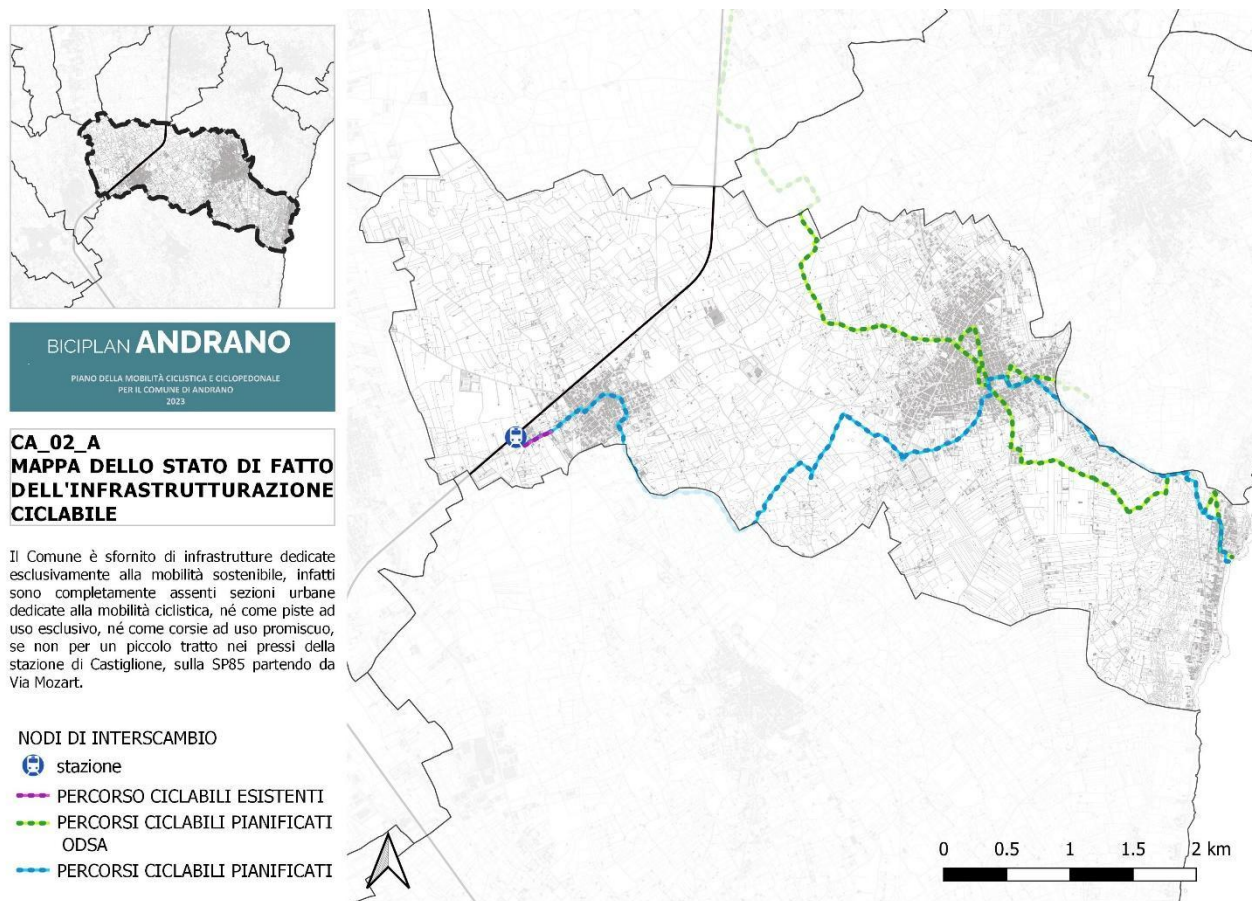 BICIPLAN ANDRANO
PIANO DELLA MOBILITÀ CICLISTICA E CICLOPEDONALE
PER IL COMUNE DI ANDRANO
2023
CA_02_A
MAPPA DELLO STATO DI FATTO
DELL'INFRASTRUTTURAZIONE
CICLABILE
Il Comune è sfornito di infrastrutture dedicate
esclusivamente alla mobilità sostenibile, infatti
sono completamente assenti sezioni urbane
dedicate alla mobilità ciclistica, né come piste ad
uso esclusivo, né come corsie ad uso promiscuo,
se non per un piccolo tratto nei pressi della
stazione di Castiglione, sulla SP85 partendo da
Via Mozart.
NODI DI INTERSCAMBIO
stazione
PERCORSO CICLABILI ESISTENTI
PERCORSI CICLABILI PIANIFICATI
ODSA
PERCORSI CICLABILI PIANIFICATI
0 0.5 1 1.5 2 km